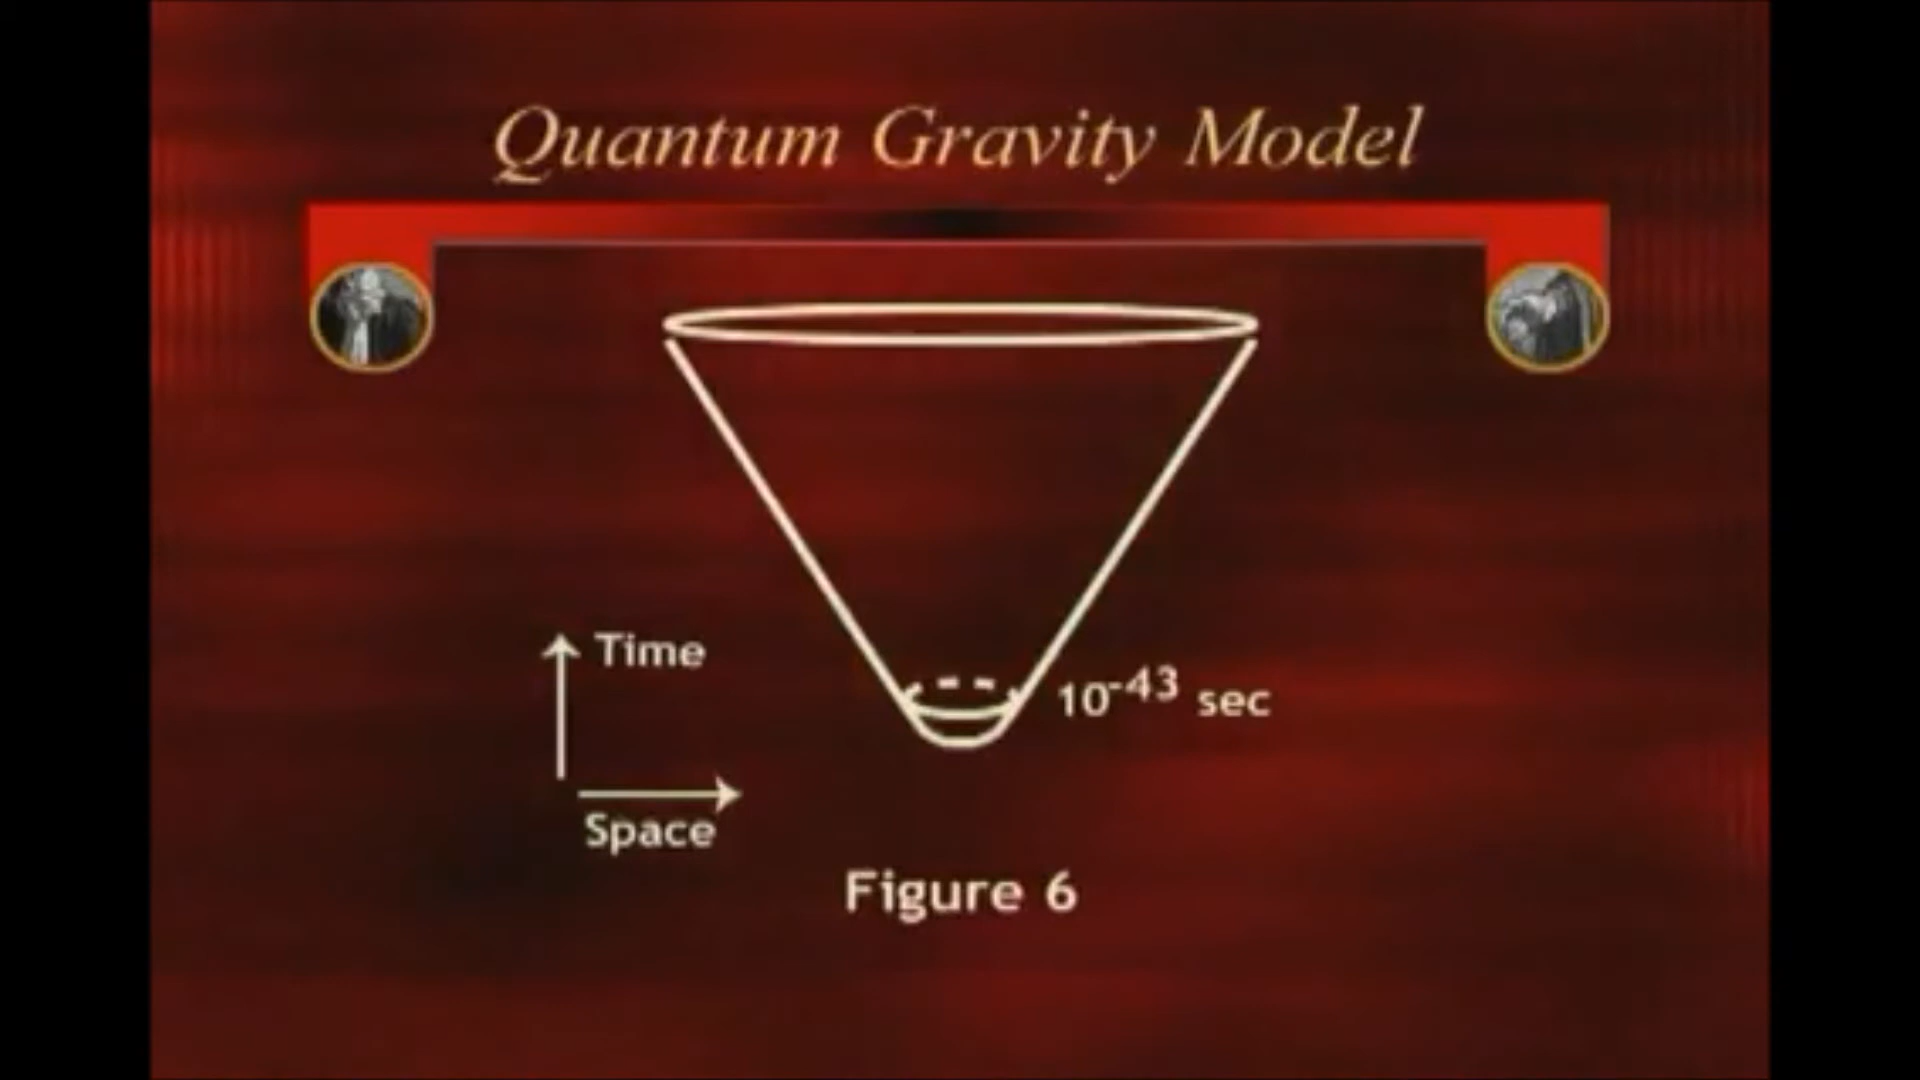 Quantum Gravity Model
Time
10⁻⁴³ sec
Space
Figure 6